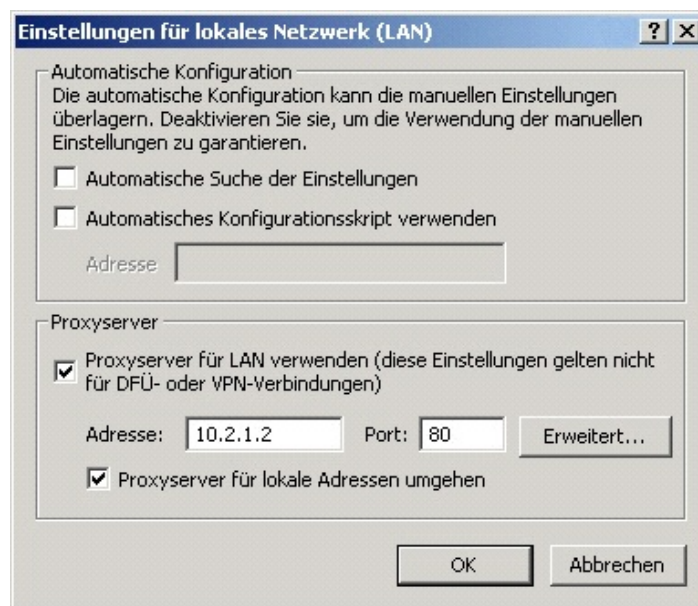 Einstellungen für lokales Netzwerk (LAN)
Automatische Konfiguration
Die automatische Konfiguration kann die manuellen Einstellungen
überlagern. Deaktivieren Sie sie, um die Verwendung der manuellen
Einstellungen zu garantieren.
Automatische Suche der Einstellungen
Automatisches Konfigurationsskript verwenden
Adresse
Proxyserver
Proxyserver für LAN verwenden (diese Einstellungen gelten nicht
für DFÜ- oder VPN-Verbindungen)
Adresse: 10.2.1.2 Port: 80 Erweitert...
Proxyserver für lokale Adressen umgehen
OK Abbrechen